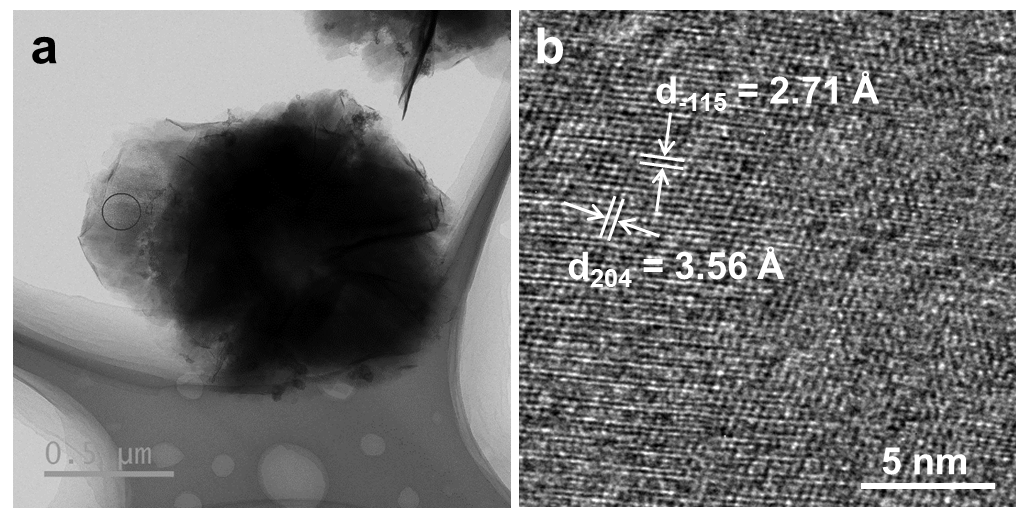 a
b
d₋₁₁₅ = 2.71 Å
d₂₀₄ = 3.56 Å
0.5 µm
5 nm